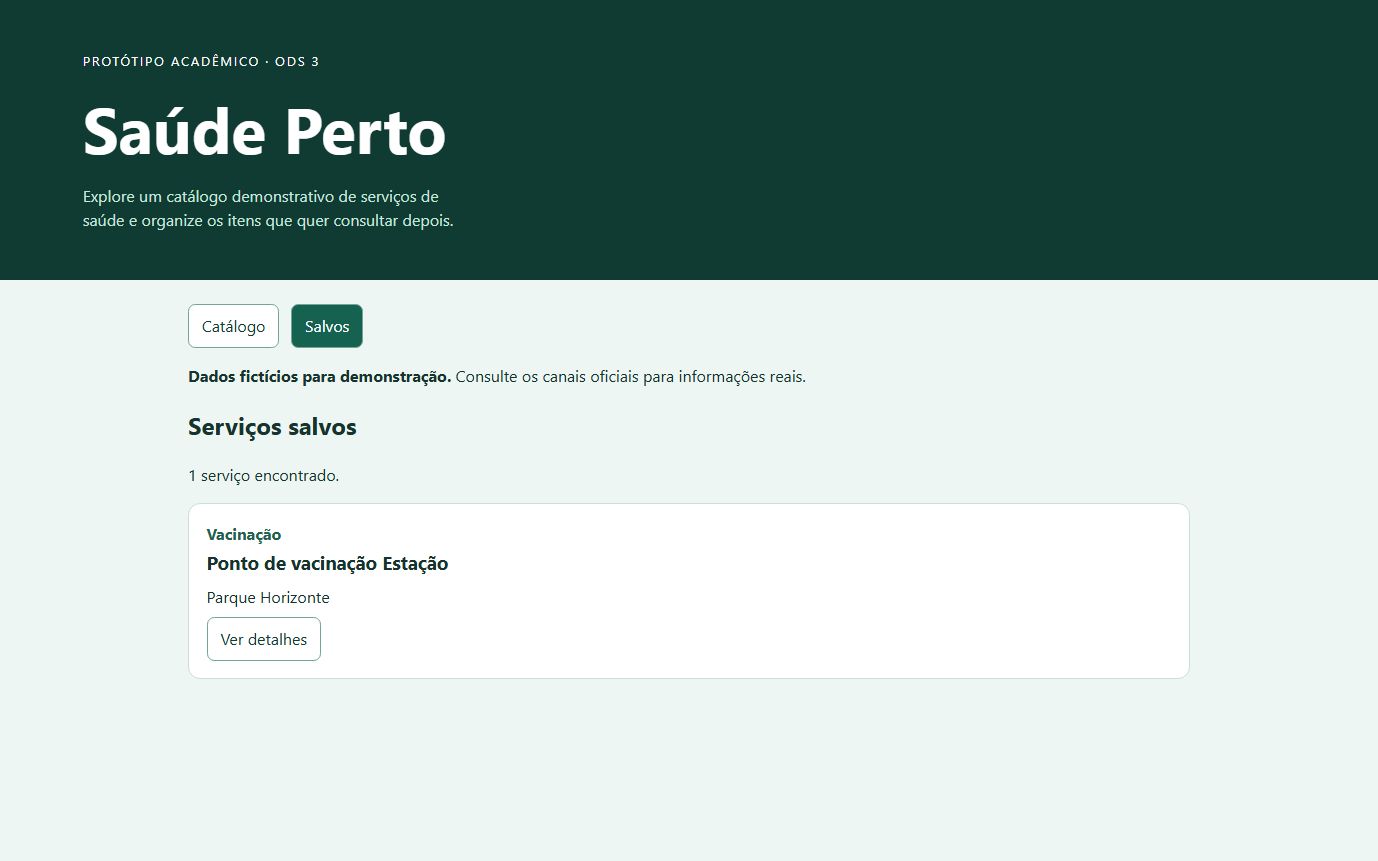 PROTÓTIPO ACADÊMICO · ODS 3
Saúde Perto
Explore um catálogo demonstrativo de serviços de
saúde e organize os itens que quer consultar depois.
Catálogo
Salvos
Dados fictícios para demonstração. Consulte os canais oficiais para informações reais.
Serviços salvos
1 serviço encontrado.
Vacinação
Ponto de vacinação Estação
Parque Horizonte
Ver detalhes